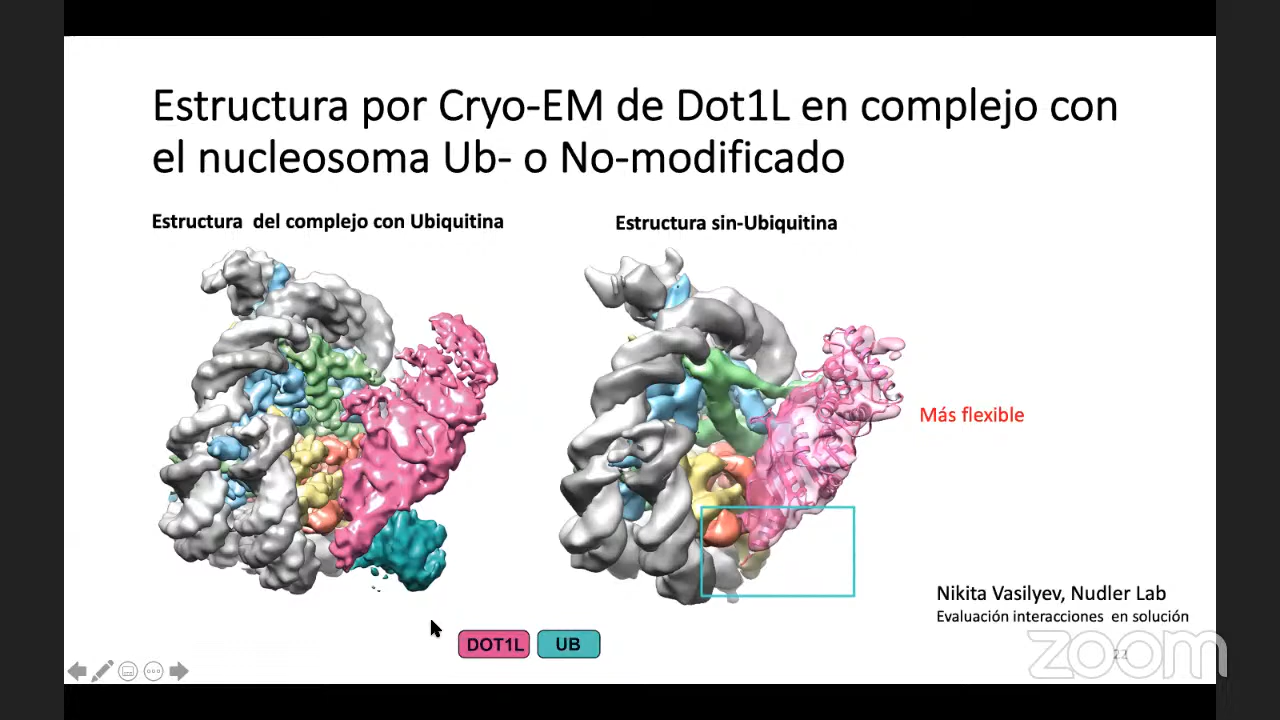 Estructura por Cryo-EM de Dot1L en complejo con
el nucleosoma Ub- o No-modificado
Estructura  del complejo con Ubiquitina
Estructura sin-Ubiquitina
Más flexible
Nikita Vasilyev, Nudler Lab
Evaluación interacciones  en solución
DOT1L
UB
22
zoom